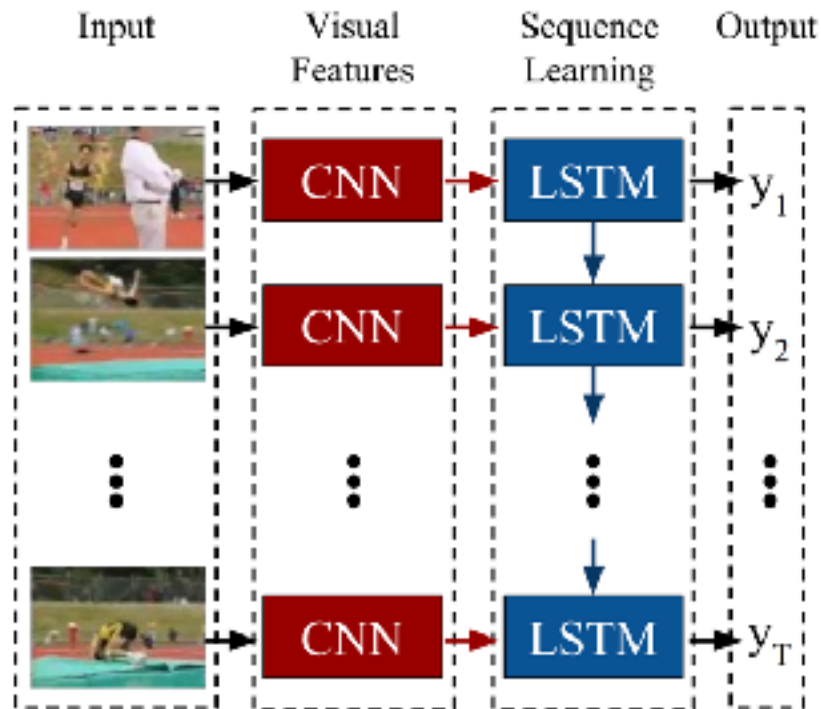 Input
Visual
Features
Sequence
Learning
Output
CNN
LSTM
y1
CNN
LSTM
y2
CNN
LSTM
yT